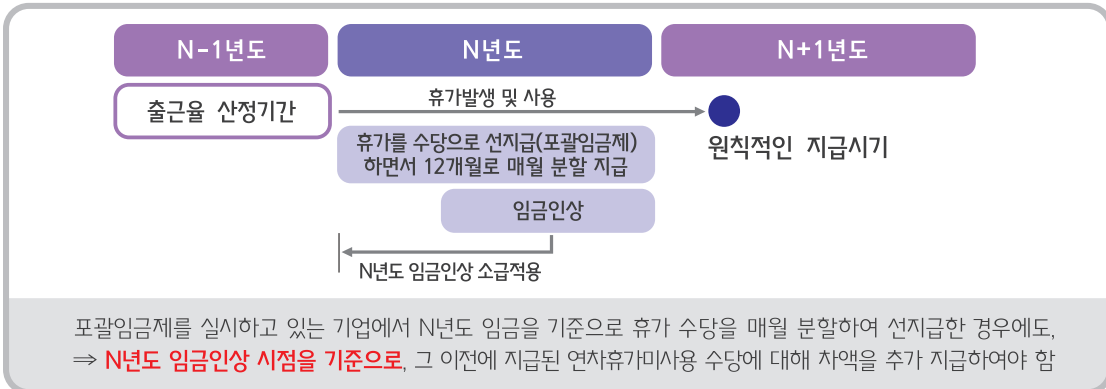 N-1년도 N년도 N+1년도
출근율 산정기간
휴가발생 및 사용
원칙적인 지급시기
휴가를 수당으로 선지급(포괄임금제)
하면서 12개월로 매월 분할 지급
임금인상
N년도 임금인상 소급적용
포괄임금제를 실시하고 있는 기업에서 N년도 임금을 기준으로 휴가 수당을 매월 분할하여 선지급한 경우에도,
⇒ N년도 임금인상 시점을 기준으로, 그 이전에 지급된 연차휴가미사용 수당에 대해 차액을 추가 지급하여야 함